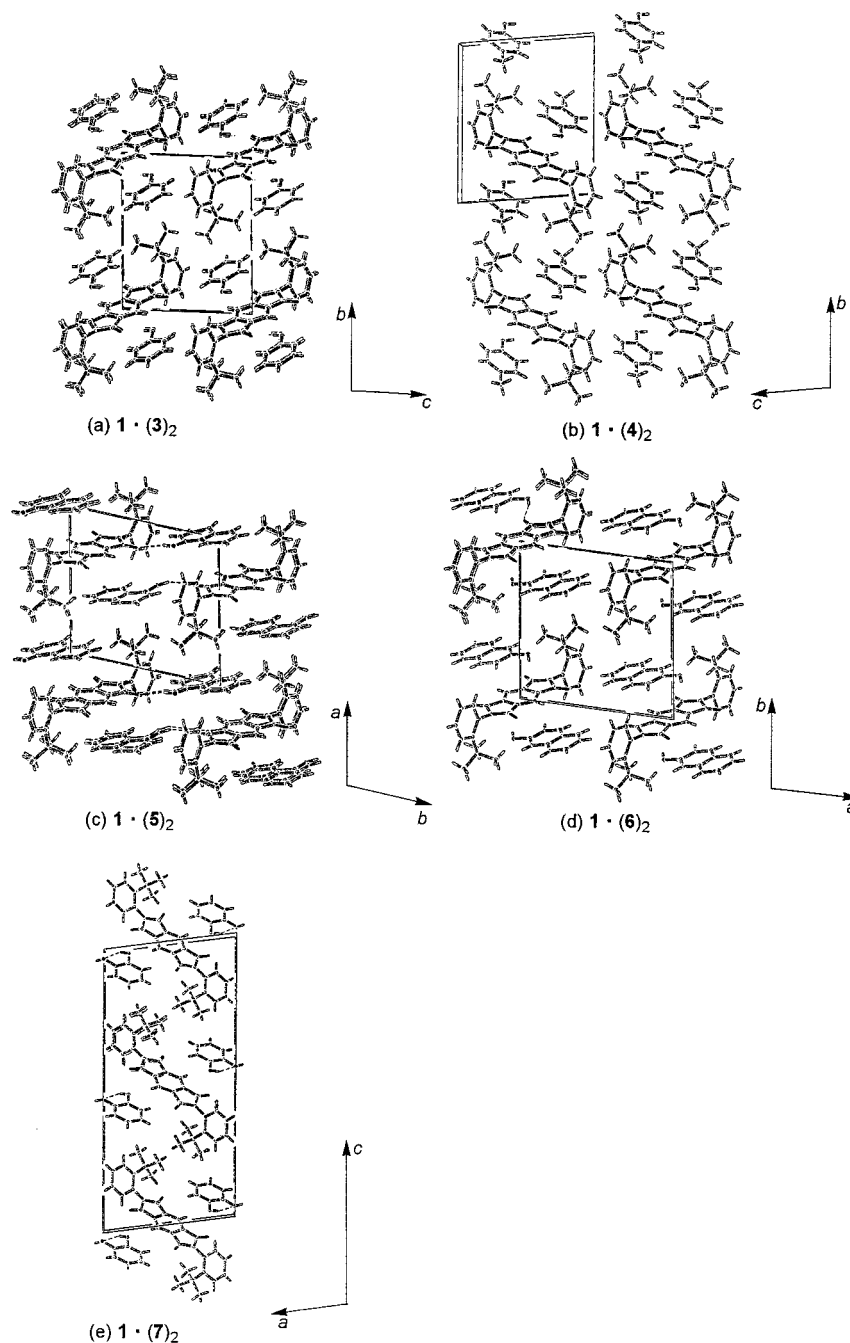 b
c
(a) 1 · (3)₂
b
c
(b) 1 · (4)₂
a
b
(c) 1 · (5)₂
b
a
(d) 1 · (6)₂
c
a
(e) 1 · (7)₂